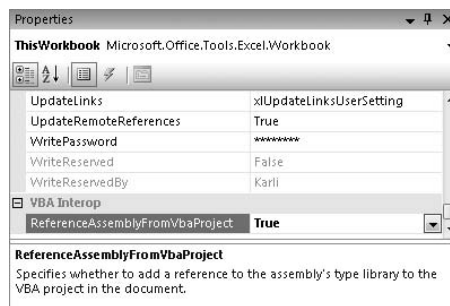 Properties
ThisWorkbook Microsoft.Office.Tools.Excel.Workbook
UpdateLinks xlUpdateLinksUserSetting
UpdateRemoteReferences True
WritePassword ********
WriteReserved False
WriteReservedBy Karli
VBA Interop
ReferenceAssemblyFromVbaProject True
ReferenceAssemblyFromVbaProject
Specifies whether to add a reference to the assembly's type library to the
VBA project in the document.